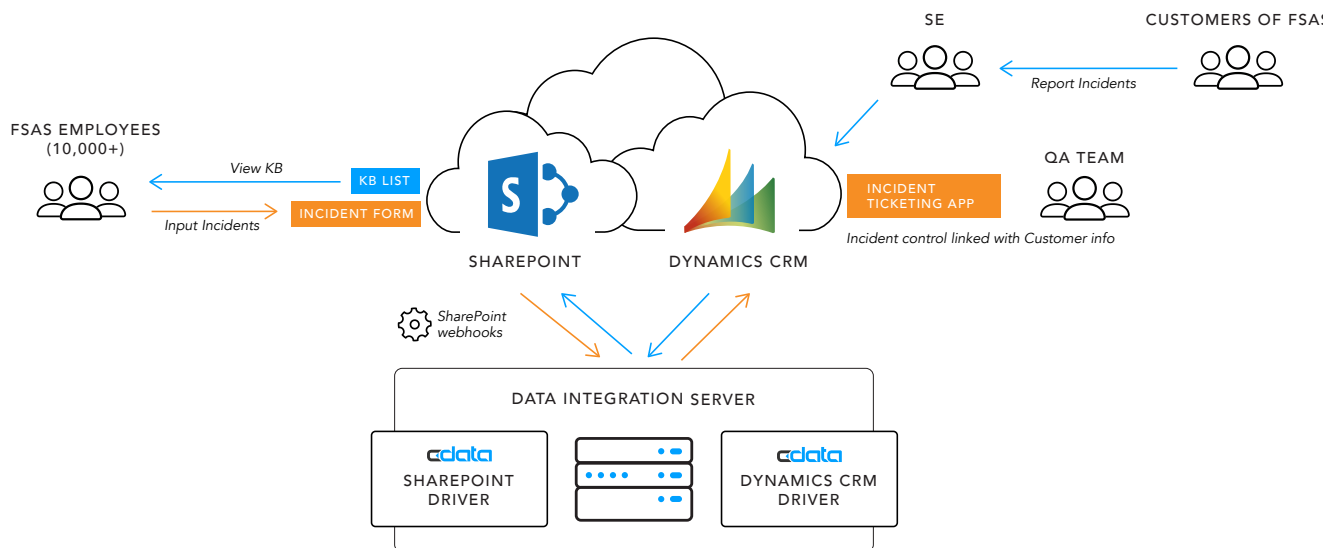 SE
CUSTOMERS OF FSAS
Report Incidents
FSAS EMPLOYEES
(10,000+)
View KB
KB LIST
INCIDENT FORM
Input Incidents
S
SHAREPOINT
DYNAMICS CRM
INCIDENT
TICKETING APP
QA TEAM
Incident control linked with Customer info
SharePoint
webhooks
DATA INTEGRATION SERVER
cdata
SHAREPOINT
DRIVER
cdata
DYNAMICS CRM
DRIVER